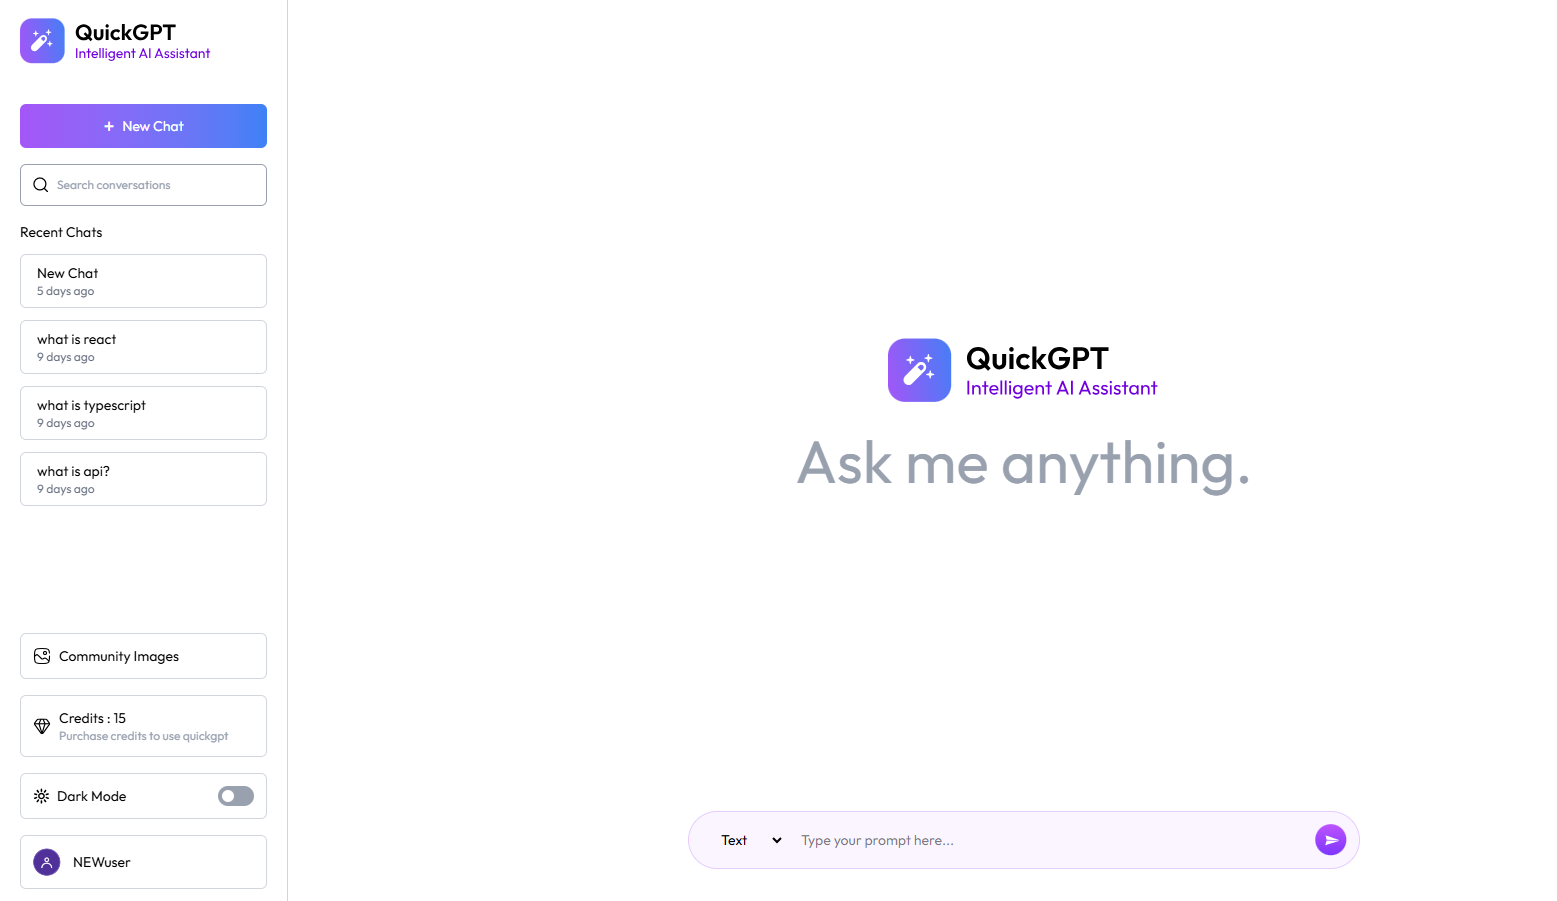 QuickGPT
Intelligent AI Assistant
+ New Chat
Search conversations
Recent Chats
New Chat
5 days ago
what is react
9 days ago
what is typescript
9 days ago
what is api?
9 days ago
Community Images
Credits : 15
Purchase credits to use quickgpt
Dark Mode
NEWuser
QuickGPT
Intelligent AI Assistant
Ask me anything.
Text
Type your prompt here...